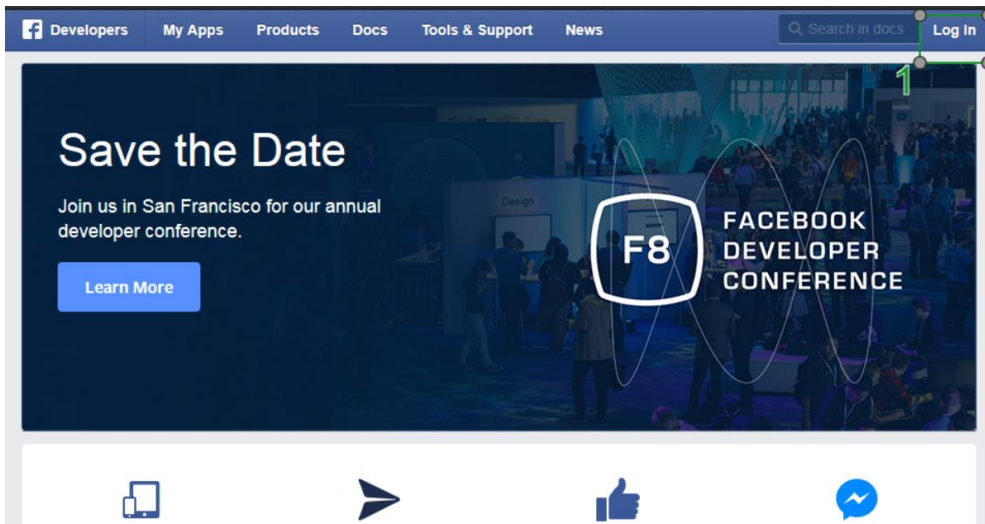 f Developers My Apps Products Docs Tools & Support News Search in docs Log In
1
Save the Date
Join us in San Francisco for our annual
developer conference.
Learn More
Design
F8
FACEBOOK
DEVELOPER
CONFERENCE